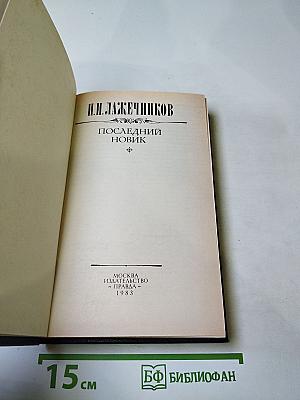 И.И. ЛАЖЕЧНИКОВ
ПОСЛЕДНИЙ
НОВИК
МОСКВА
ИЗДАТЕЛЬСТВО
«ПРАВДА»
1983
15 см
БФ БИБЛИОФАН